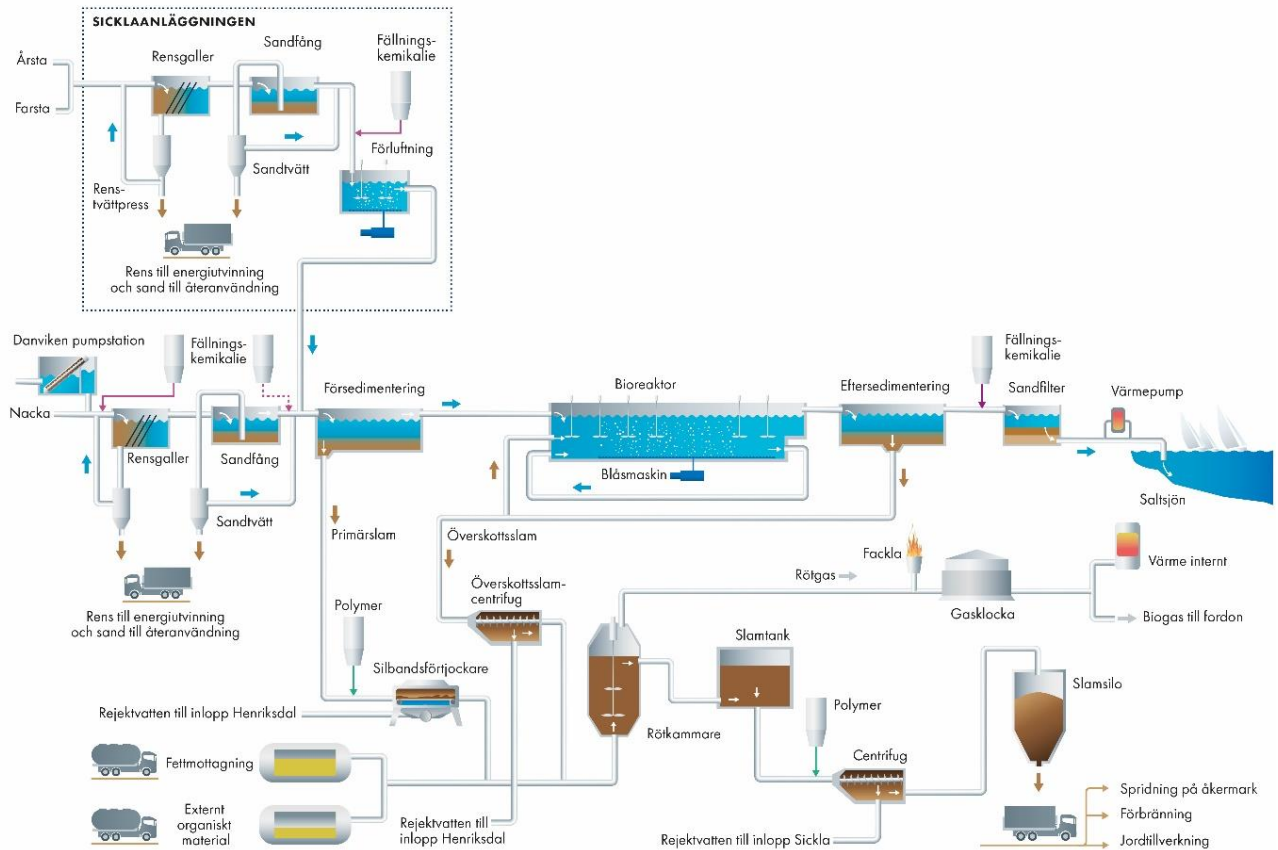 SICKLAANLÄGGNINGEN
Årsta
Farsta
Rensgaller
Sandfång
Fällnings-
kemikalie
Förluftning
Sandtvätt
Rens-
tvättpress
Rens till energiutvinning
och sand till återanvändning
Danviken pumpstation
Fällnings-
kemikalie
Nacka
Rensgaller
Sandfång
Sandtvätt
Rens till energiutvinning
och sand till återanvändning
Försedimentering
Bioreaktor
Blåsmaskin
Eftersedimentering
Fällnings-
kemikalie
Sandfilter
Värmepump
Saltsjön
Primärslam
Överskottsslam
Överskottsslam-
centrifug
Polymer
Silbandsförtjockare
Rejektvatten till inlopp Henriksdal
Fettmottagning
Externt
organiskt
material
Rejektvatten till
inlopp Henriksdal
Rötkammare
Rötgas
Fackla
Gasklocka
Värme internt
Biogas till fordon
Slamtank
Polymer
Centrifug
Rejektvatten till inlopp Sickla
Slamsilo
Spridning på åkermark
Förbränning
Jordtillverkning